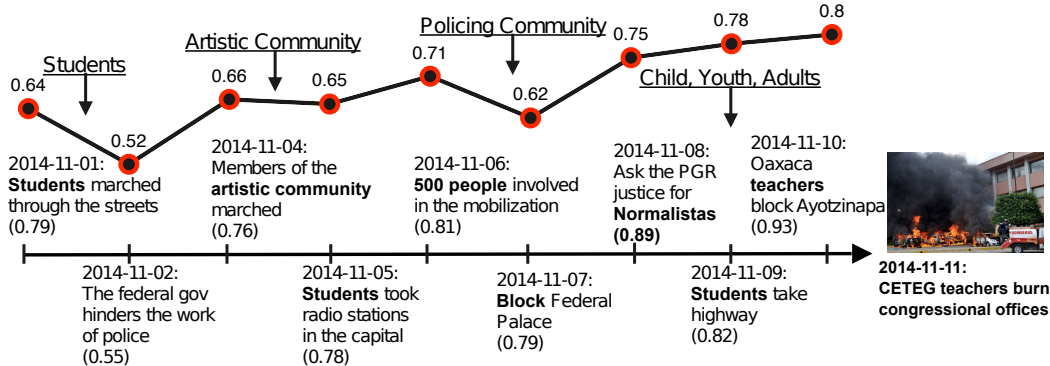 Students
Artistic Community
Policing Community
Child, Youth, Adults
0.64
0.52
0.66
0.65
0.71
0.62
0.75
0.78
0.8
2014-11-01:
Students marched
through the streets
(0.79)
2014-11-04:
Members of the
artistic community
marched
(0.76)
2014-11-06:
500 people involved
in the mobilization
(0.81)
2014-11-08:
Ask the PGR
justice for
Normalistas
(0.89)
2014-11-10:
Oaxaca
teachers
block Ayotzinapa
(0.93)
2014-11-02:
The federal gov
hinders the work
of police
(0.55)
2014-11-05:
Students took
radio stations
in the capital
(0.78)
2014-11-07:
Block Federal
Palace
(0.79)
2014-11-09:
Students take
highway
(0.82)
BOMBEROS
2014-11-11:
CETEG teachers burn
congressional offices